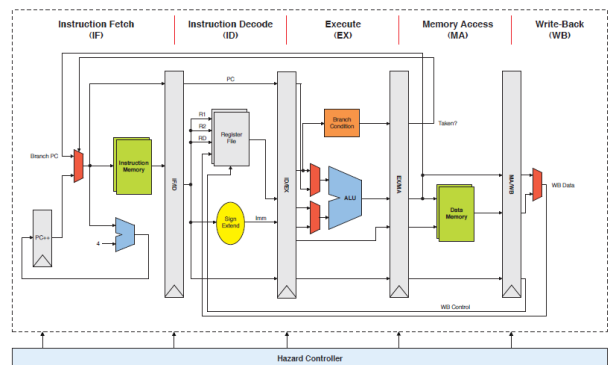 Instruction Fetch
(IF)
Instruction Decode
(ID)
Execute
(EX)
Memory Access
(MA)
Write-Back
(WB)
PC
R1
R2
RD
Register
File
Branch
Condition
Taken?
Branch PC
Instruction
Memory
IF/ID
ID/EX
EX/MA
MA/WB
ALU
WB Data
Data
Memory
Sign
Extend
Imm
PC++
4
WB Control
Hazard Controller